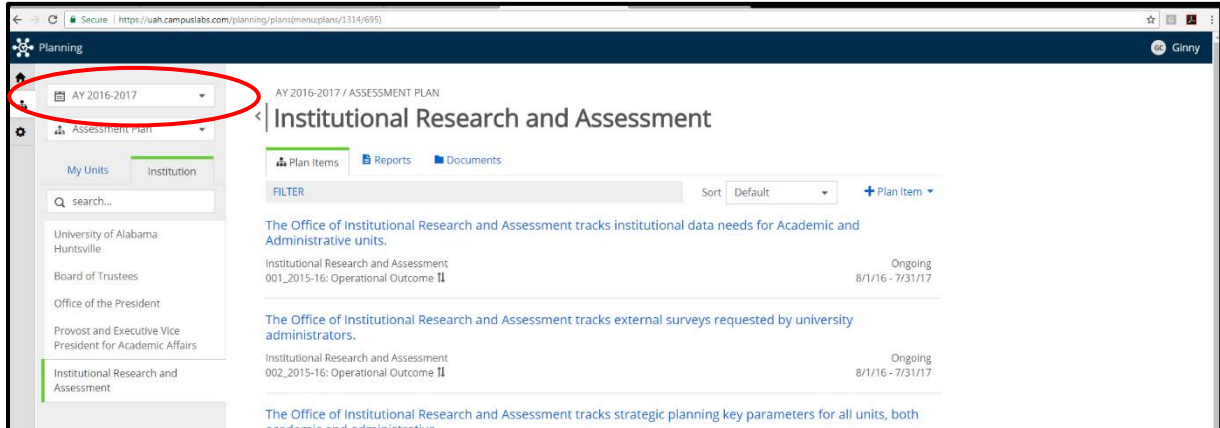 Secure | https://uah.campuslabs.com/planning/plans(menu:plans/1314/695)
Planning
GC Ginny
AY 2016-2017
Assessment Plan
My Units Institution
search...
University of Alabama
Huntsville
Board of Trustees
Office of the President
Provost and Executive Vice
President for Academic Affairs
Institutional Research and
Assessment
AY 2016-2017 / ASSESSMENT PLAN
Institutional Research and Assessment
Plan Items Reports Documents
FILTER Sort Default + Plan Item
The Office of Institutional Research and Assessment tracks institutional data needs for Academic and
Administrative units.
Institutional Research and Assessment Ongoing
001_2015-16: Operational Outcome 8/1/16 - 7/31/17
The Office of Institutional Research and Assessment tracks external surveys requested by university
administrators.
Institutional Research and Assessment Ongoing
002_2015-16: Operational Outcome 8/1/16 - 7/31/17
The Office of Institutional Research and Assessment tracks strategic planning key parameters for all units, both
academic and administrative